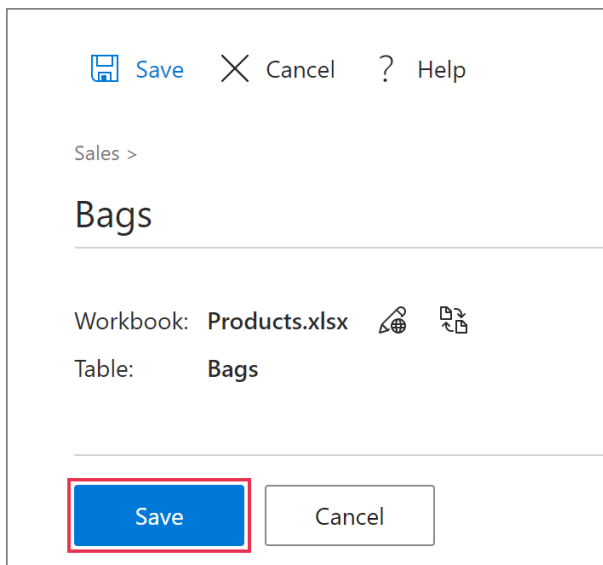 Save Cancel ? Help
Sales >
Bags
Workbook: Products.xlsx
Table: Bags
Save Cancel